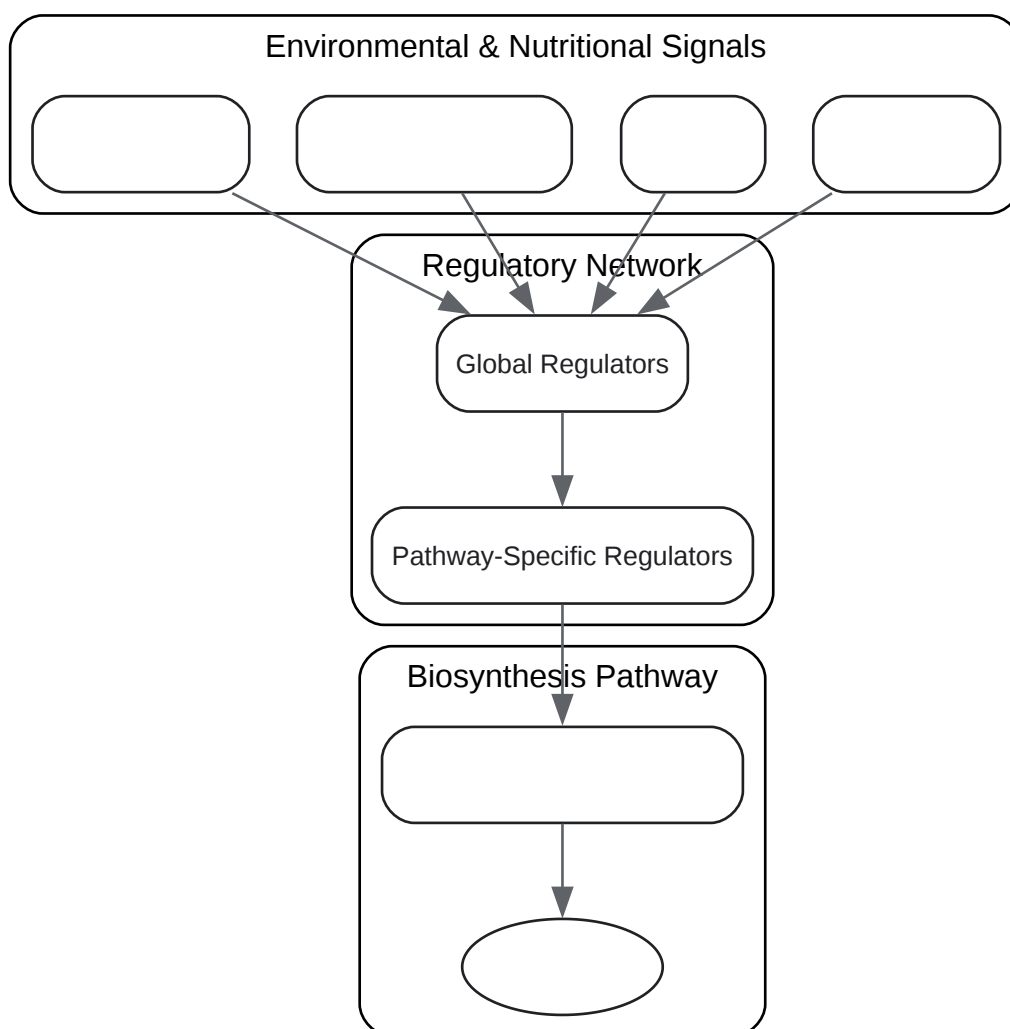 Environmental & Nutritional Signals
Regulatory Network
Global Regulators
Pathway-Specific Regulators
Biosynthesis Pathway